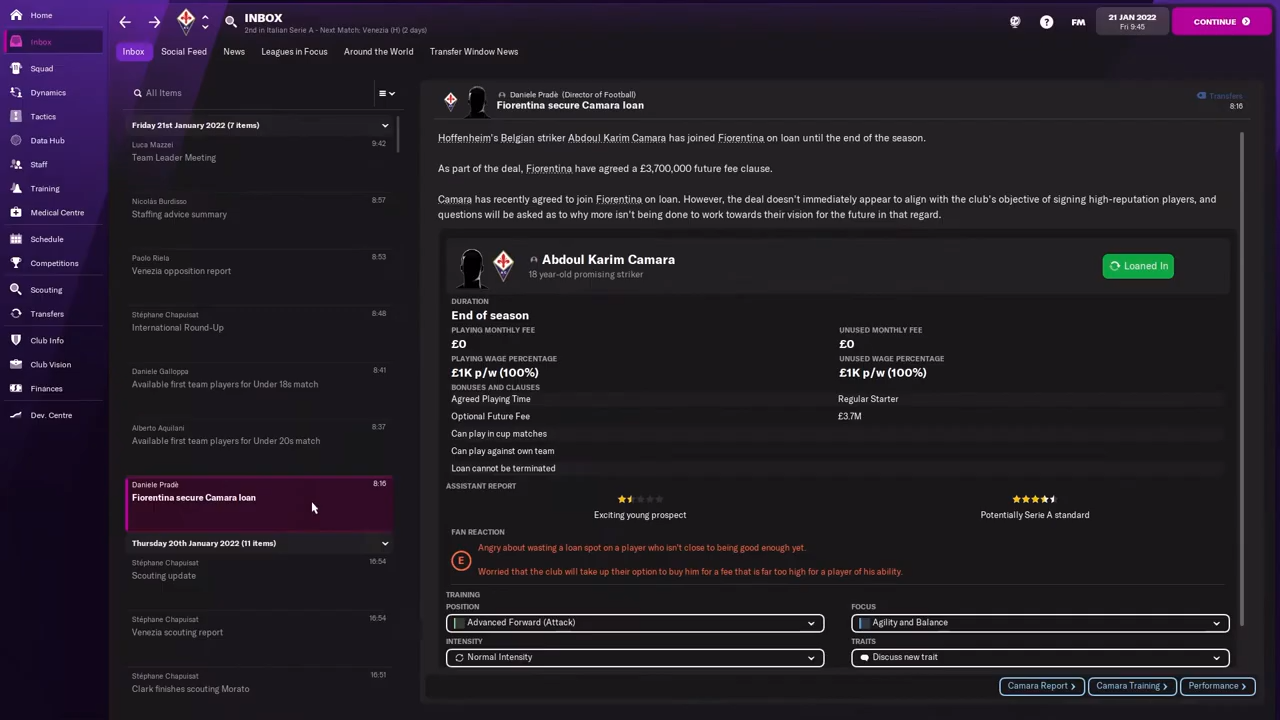 Home
Inbox
Squad
Dynamics
Tactics
Data Hub
Staff
Training
Medical Centre
Schedule
Competitions
Scouting
Transfers
Club Info
Club Vision
Finances
Dev. Centre
INBOX
2nd in Italian Serie A - Next Match: Venezia (H) (2 days)
?
FM
21 JAN 2022
Fri 9:45
CONTINUE
Inbox
Social Feed
News
Leagues in Focus
Around the World
Transfer Window News
All Items
Friday 21st January 2022 (7 items)
Luca Mazzei 9:42
Team Leader Meeting
Nicolás Burdisso 8:57
Staffing advice summary
Paolo Riela 8:53
Venezia opposition report
Stéphane Chapuisat 8:48
International Round-Up
Daniele Galloppa 8:41
Available first team players for Under 18s match
Alberto Aquilani 8:37
Available first team players for Under 20s match
Daniele Pradè 8:16
Fiorentina secure Camara loan
Thursday 20th January 2022 (11 items)
Stéphane Chapuisat 16:54
Scouting update
Stéphane Chapuisat 16:54
Venezia scouting report
Stéphane Chapuisat 16:51
Clark finishes scouting Morato
Daniele Pradè (Director of Football)
Fiorentina secure Camara loan
Transfers
8:16
Hoffenheim's Belgian striker Abdoul Karim Camara has joined Fiorentina on loan until the end of the season.
As part of the deal, Fiorentina have agreed a £3,700,000 future fee clause.
Camara has recently agreed to join Fiorentina on loan. However, the deal doesn't immediately appear to align with the club's objective of signing high-reputation players, and
questions will be asked as to why more isn't being done to work towards their vision for the future in that regard.
Abdoul Karim Camara
18 year-old promising striker
Loaned In
DURATION
End of season
PLAYING MONTHLY FEE UNUSED MONTHLY FEE
£0 £0
PLAYING WAGE PERCENTAGE UNUSED WAGE PERCENTAGE
£1K p/w (100%) £1K p/w (100%)
BONUSES AND CLAUSES
Agreed Playing Time Regular Starter
Optional Future Fee £3.7M
Can play in cup matches
Can play against own team
Loan cannot be terminated
ASSISTANT REPORT
Exciting young prospect Potentially Serie A standard
FAN REACTION
E
Angry about wasting a loan spot on a player who isn't close to being good enough yet.
Worried that the club will take up their option to buy him for a fee that is far too high for a player of his ability.
TRAINING
POSITION FOCUS
Advanced Forward (Attack) Agility and Balance
INTENSITY TRAITS
Normal Intensity Discuss new trait
Camara Report
Camara Training
Performance